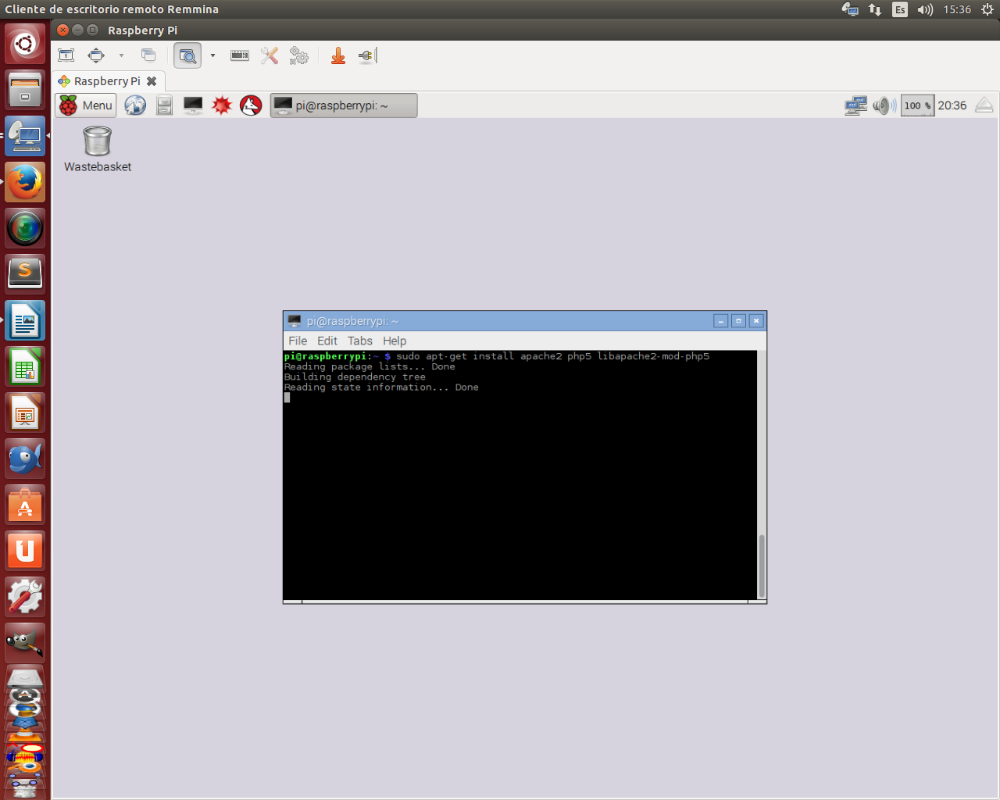 Cliente de escritorio remoto Remmina
Es
15:36
Raspberry Pi
Raspberry Pi
Menu
pi@raspberrypi: ~
100 %
20:36
Wastebasket
pi@raspberrypi: ~
File Edit Tabs Help
pi@raspberrypi:~ $ sudo apt-get install apache2 php5 libapache2-mod-php5
Reading package lists... Done
Building dependency tree
Reading state information... Done